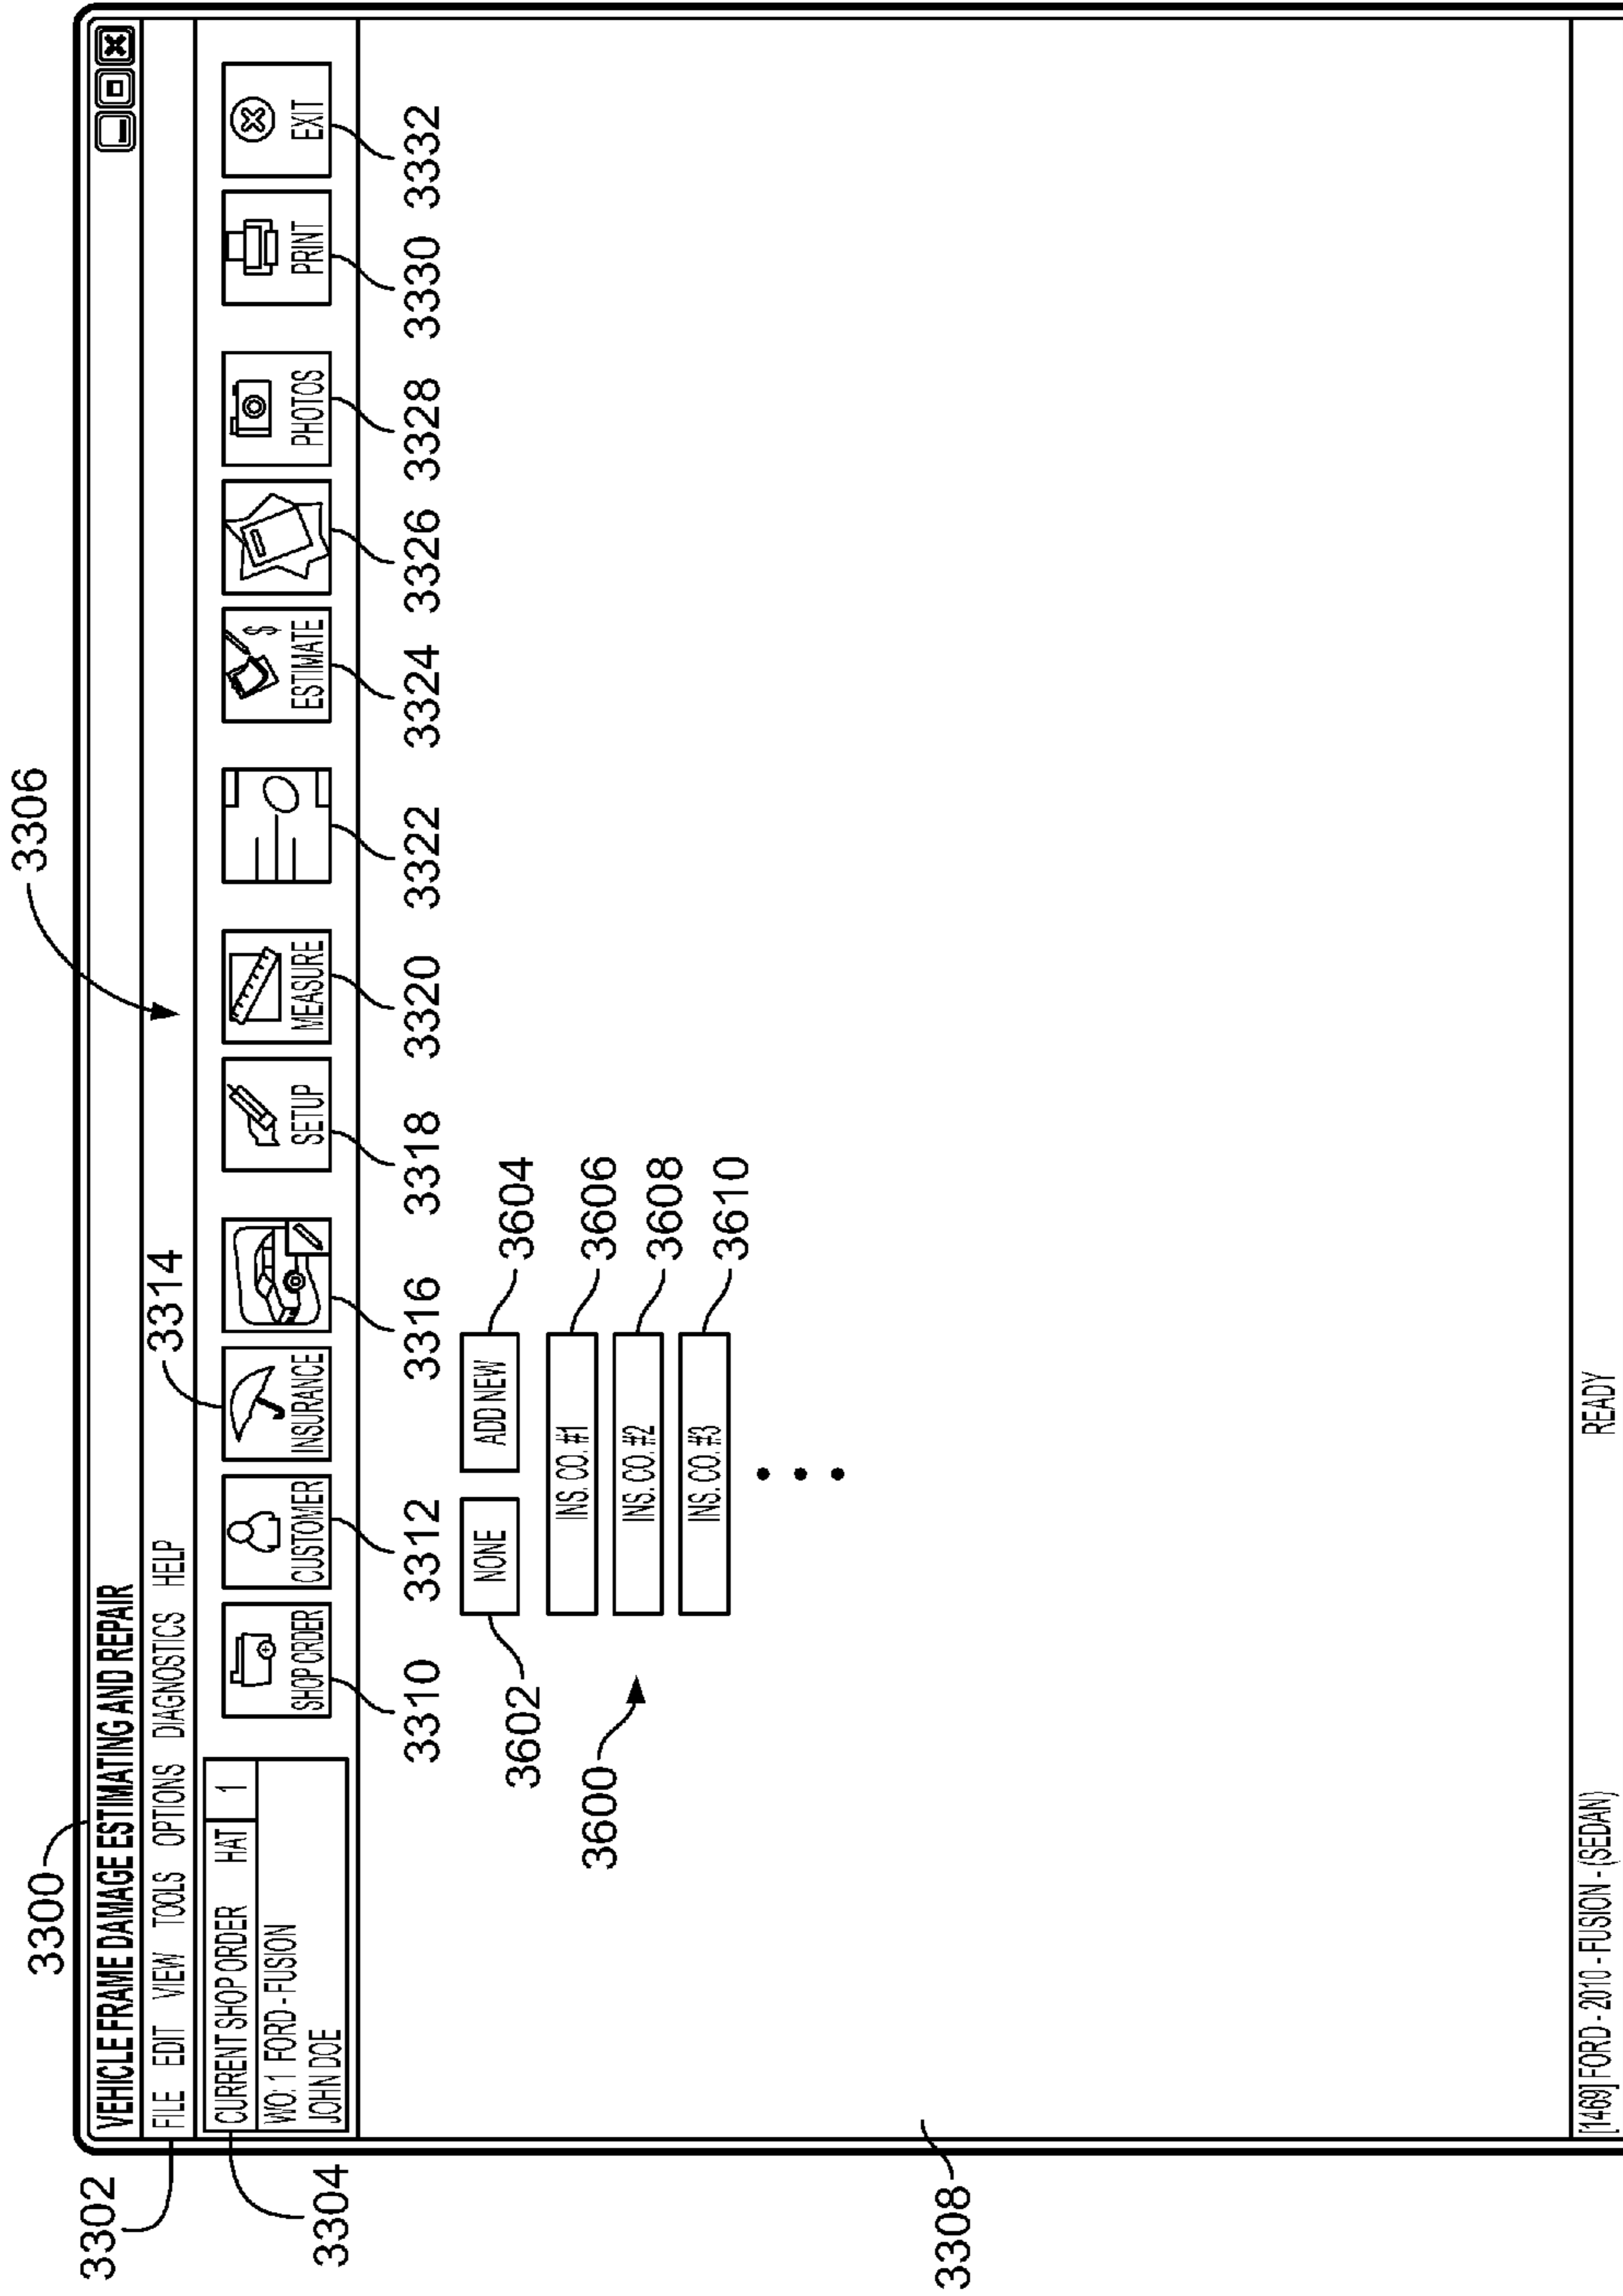 3306
3300
VEHICLE FRAME DAMAGE ESTIMATING AND REPAIR
3302
FILE EDIT VIEW TOOLS OPTIONS DIAGNOSTICS HELP
3314
3304
CURRENT SHOP ORDER HAT 1
WO: 1 FORD - FUSION
JOHN DOE
SHOP ORDER
CUSTOMER
INSURANCE
SETUP
MEASURE
ESTIMATE
$
PHOTOS
PRINT
EXIT
3310 3312 3316 3318 3320 3322 3324 3326 3328 3330 3332
3602 NONE ADD NEW 3604
3600
INS. CO. #1 3606
INS. CO. #2 3608
INS. CO. #3 3610
3308
[1469] FORD - 2010 - FUSION - (SEDAN) READY